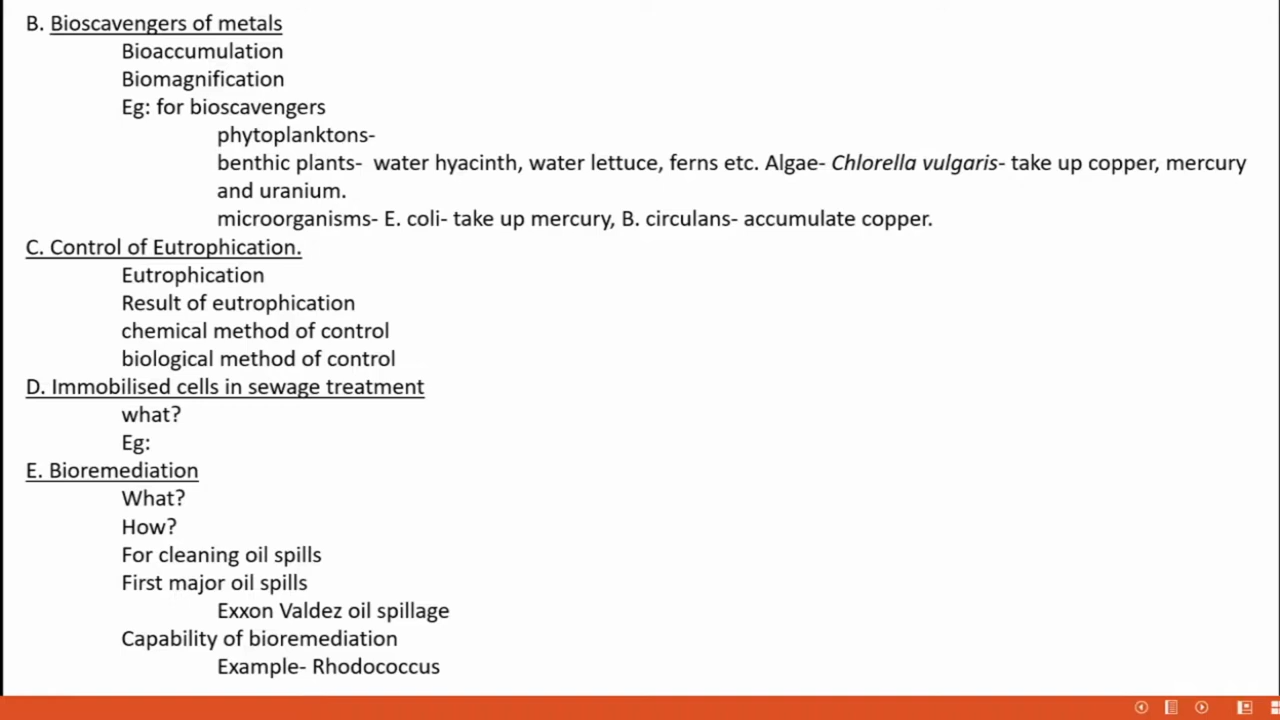 B. Bioscavengers of metals
Bioaccumulation
Biomagnification
Eg: for bioscavengers
phytoplanktons-
benthic plants- water hyacinth, water lettuce, ferns etc. Algae- Chlorella vulgaris- take up copper, mercury
and uranium.
microorganisms- E. coli- take up mercury, B. circulans- accumulate copper.
C. Control of Eutrophication.
Eutrophication
Result of eutrophication
chemical method of control
biological method of control
D. Immobilised cells in sewage treatment
what?
Eg:
E. Bioremediation
What?
How?
For cleaning oil spills
First major oil spills
Exxon Valdez oil spillage
Capability of bioremediation
Example- Rhodococcus